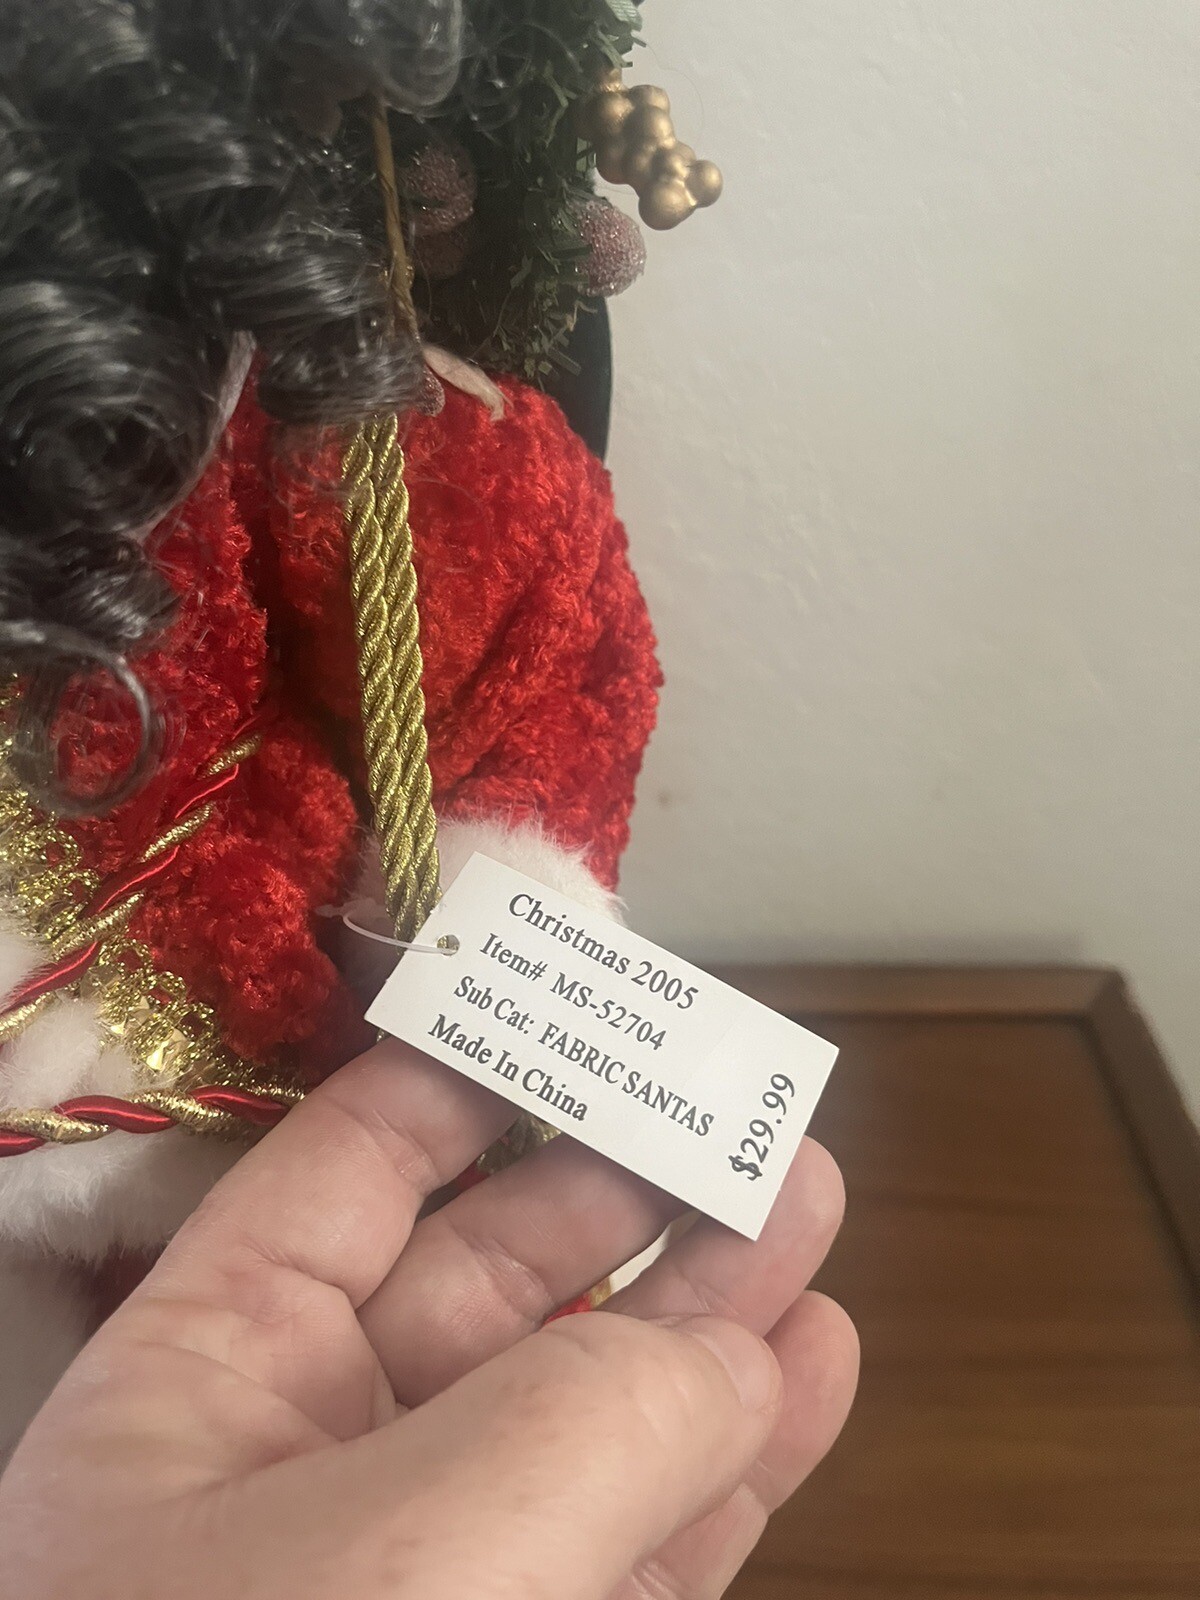 Christmas 2005
Item# MS-52704
Sub Cat: FABRIC SANTAS
Made In China
$29.99